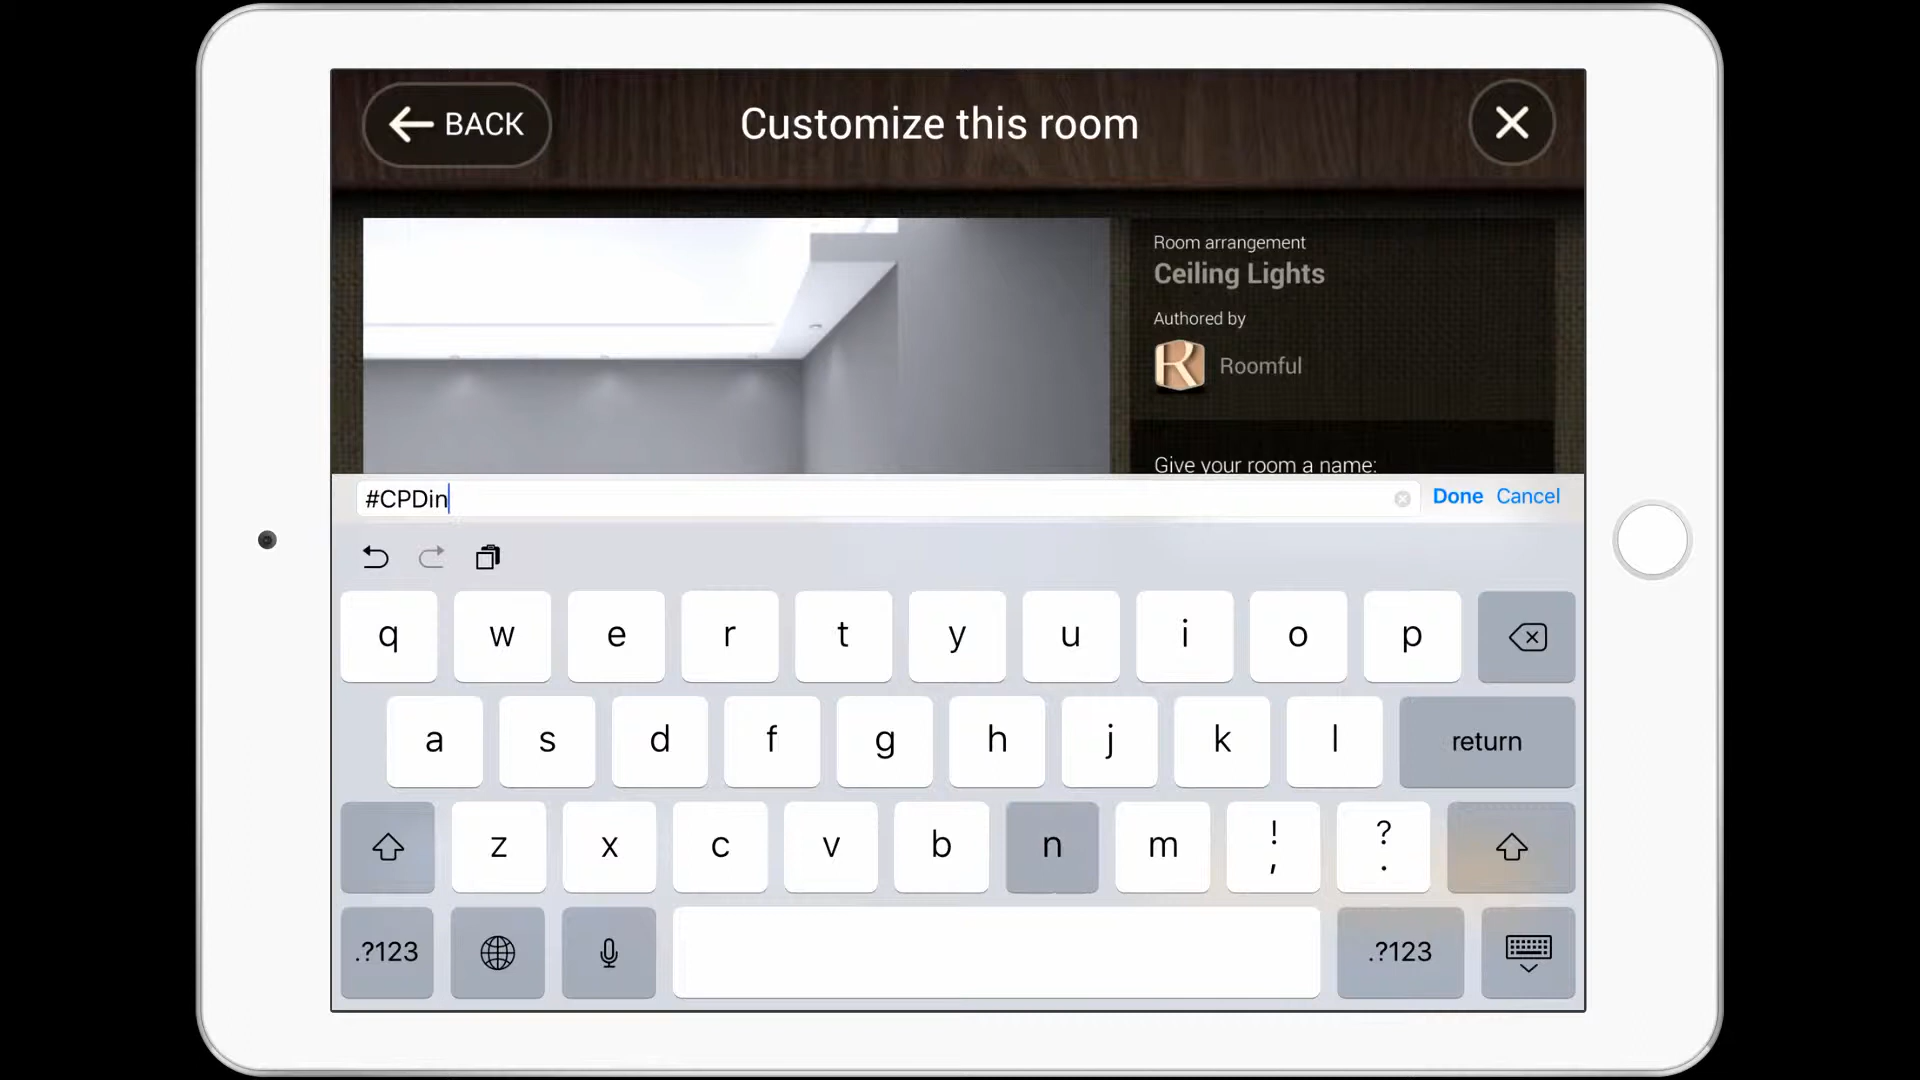 BACK
Customize this room
Room arrangement
Ceiling Lights
Authored by
R Roomful
Give your room a name:
#CPDin
Done Cancel
q w e r t y u i o p
a s d f g h j k l return
z x c v b n m ! , ? .
.?123 .?123